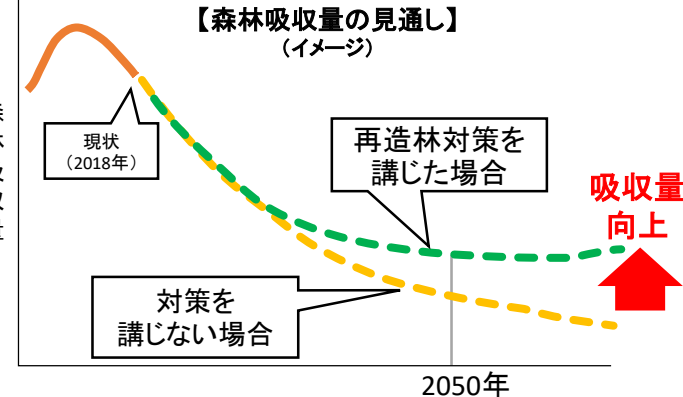 【森林吸収量の見通し】
（イメージ）
現状
（2018年）
再造林対策を
講じた場合
吸収量
向上
対策を
講じない場合
2050年